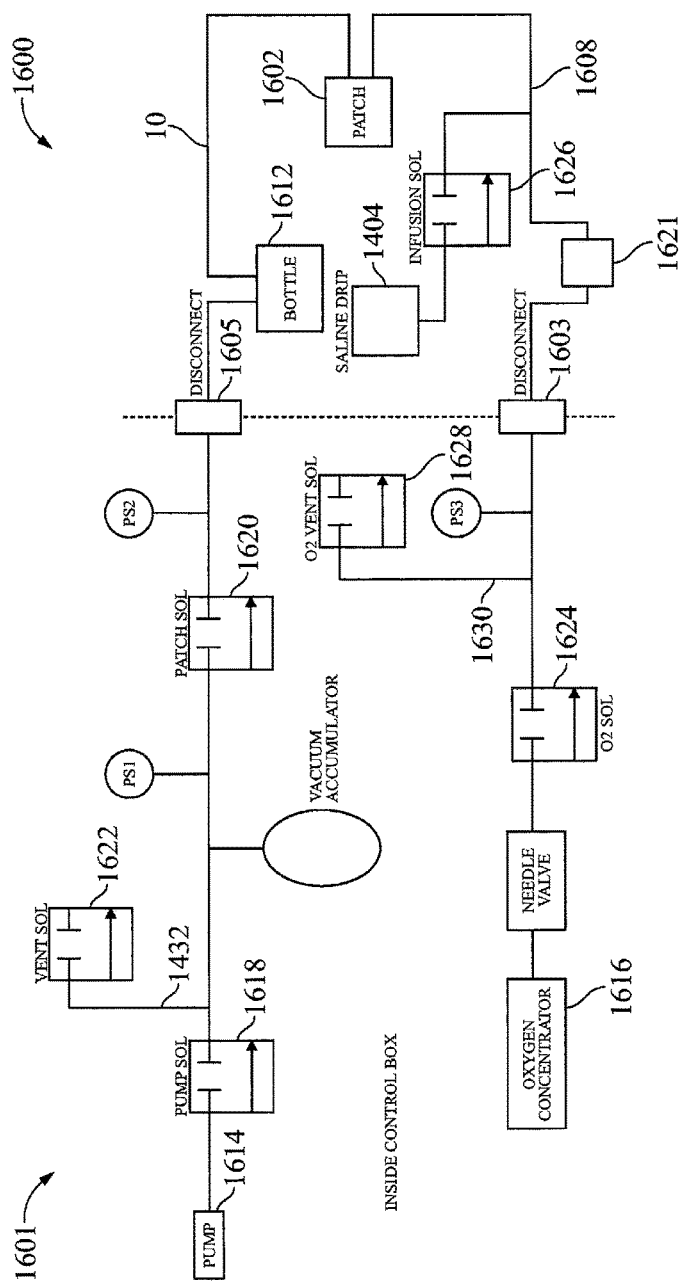 1601
1600
VENT SOL
1622
PS1
PS2
10
1432
PUMP SOL
1618
PATCH SOL
1620
DISCONNECT
1605
PUMP
1614
BOTTLE
1612
1602
PATCH
VACUUM
ACCUMULATOR
O2 VENT SOL
1628
SALINE DRIP
1404
INFUSION SOL
1626
INSIDE CONTROL BOX
PS3
1630
DISCONNECT
1603
1608
OXYGEN
CONCENTRATOR
1616
NEEDLE
VALVE
1624
O2 SOL
1621